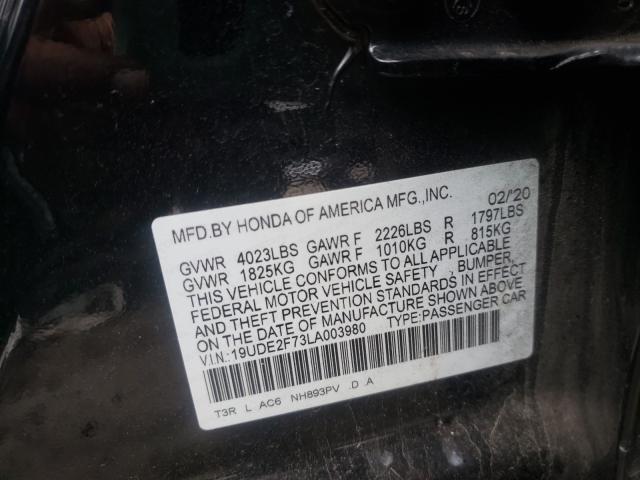 MFD.BY HONDA OF AMERICA MFG.,INC. 02/'20
GVWR 4023LBS GAWR F 2226LBS R 1797LBS
GVWR 1825KG GAWR F 1010KG R 815KG
THIS VEHICLE CONFORMS TO ALL APPLICABLE
FEDERAL MOTOR VEHICLE SAFETY , BUMPER,
AND THEFT PREVENTION STANDARDS IN EFFECT
ON THE DATE OF MANUFACTURE SHOWN ABOVE
V.I.N.:19UDE2F73LA003980 TYPE:PASSENGER CAR
T3R L AC6 NH893PV .D A